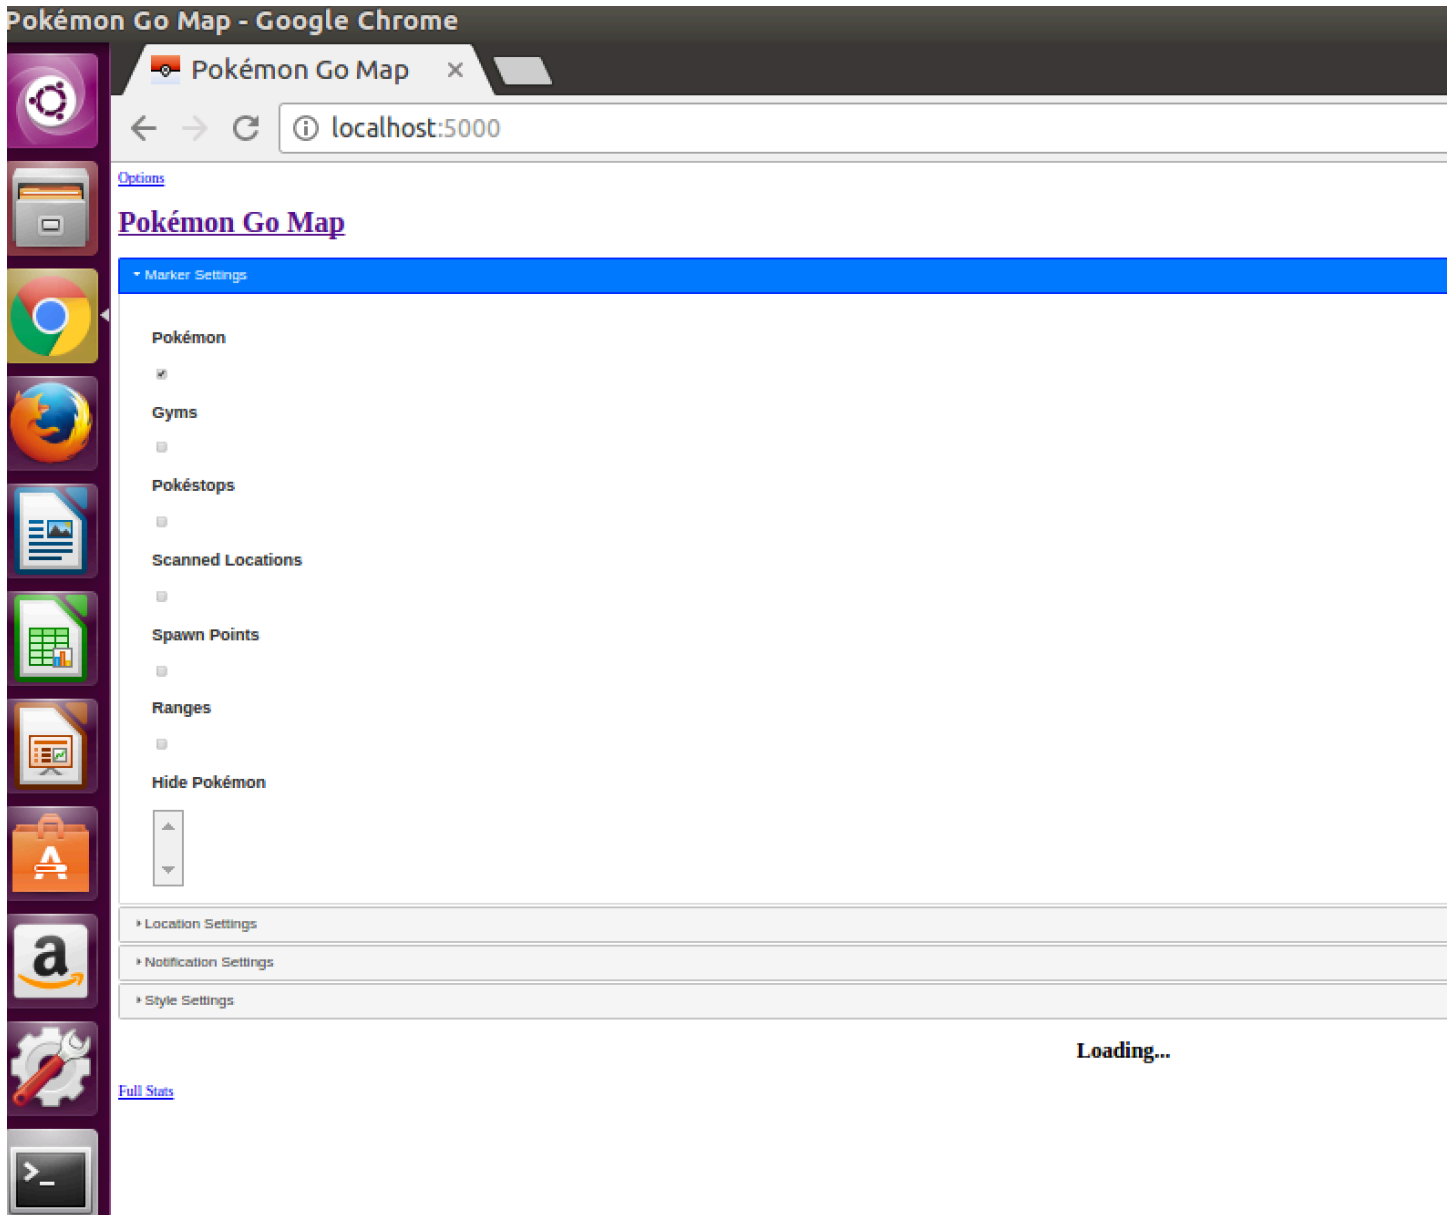 Pokémon Go Map - Google Chrome
Pokémon Go Map
localhost:5000
Options
Pokémon Go Map
Marker Settings
Pokémon
Gyms
Pokéstops
Scanned Locations
Spawn Points
Ranges
Hide Pokémon
Location Settings
Notification Settings
Style Settings
Loading...
Full Stats